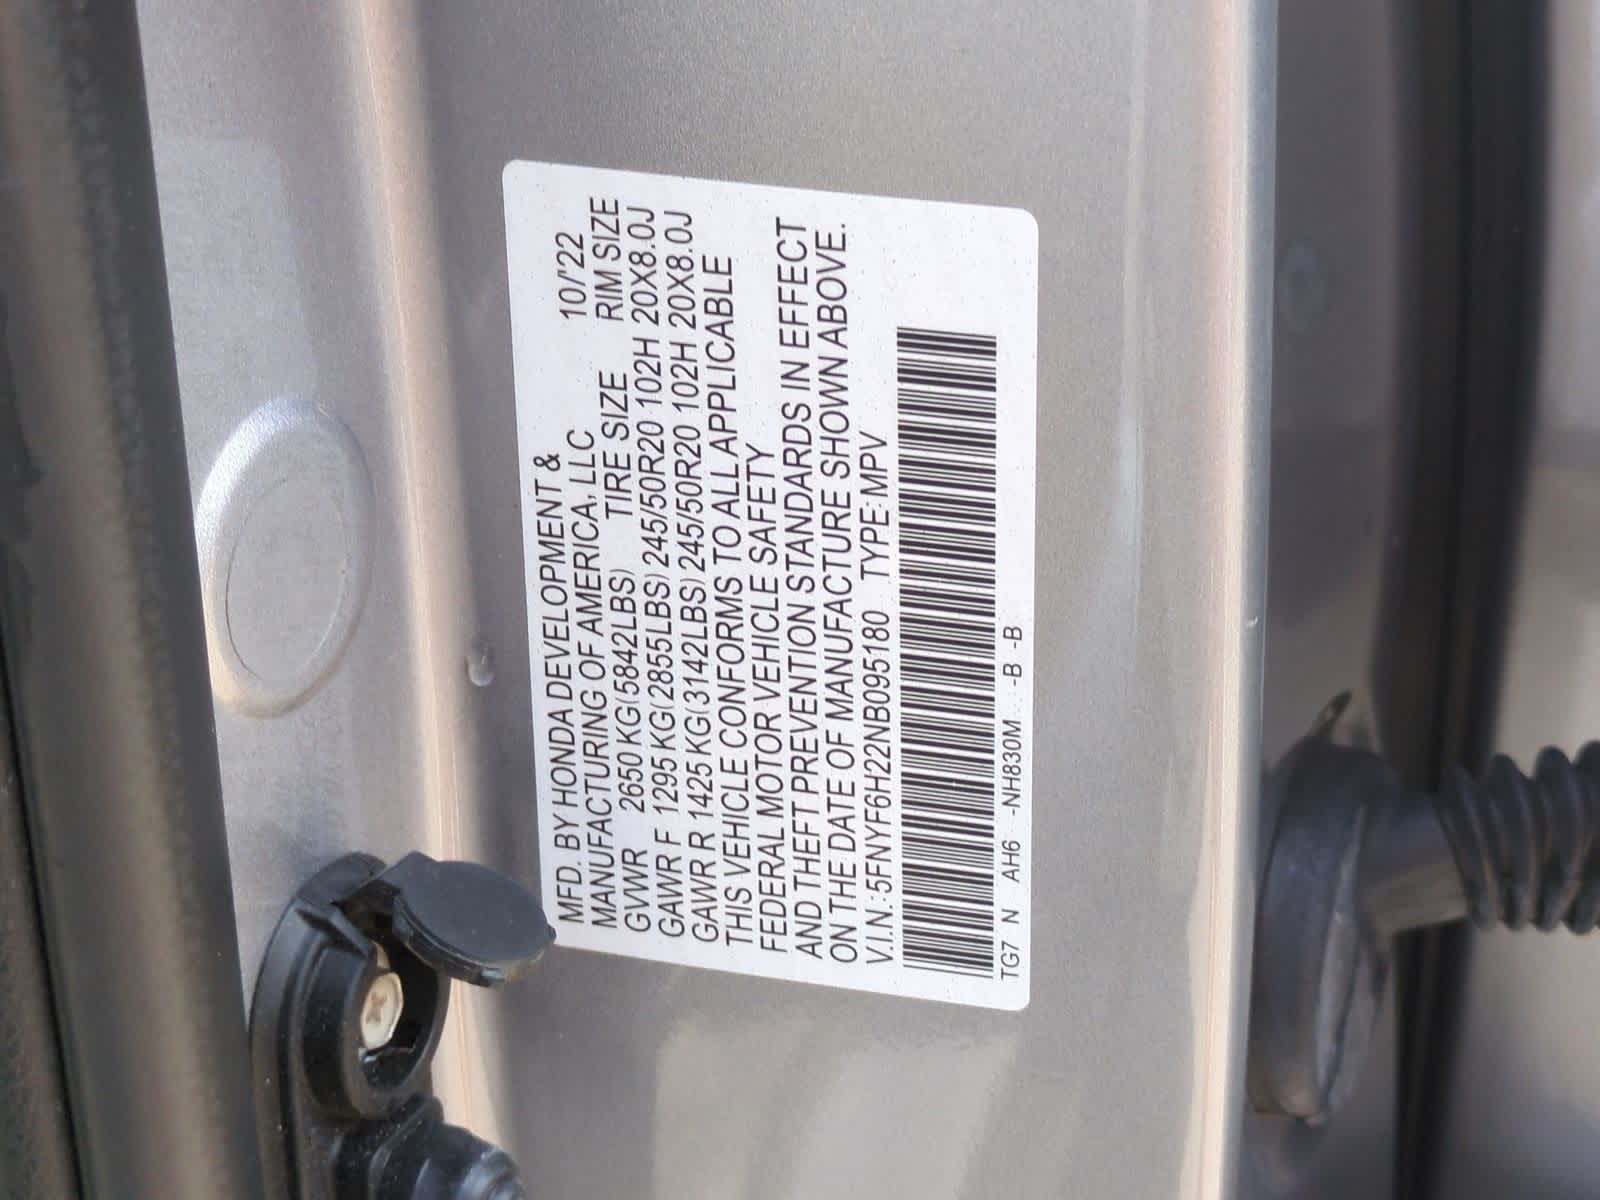 MFD. BY HONDA DEVELOPMENT &
MANUFACTURING OF AMERICA, LLC 10/'22
GVWR 2650 KG(5842LBS) TIRE SIZE RIM SIZE
GAWR F 1295 KG(2855LBS) 245/50R20 102H 20X8.0J
GAWR R 1425 KG(3142LBS) 245/50R20 102H 20X8.0J
THIS VEHICLE CONFORMS TO ALL APPLICABLE
FEDERAL MOTOR VEHICLE SAFETY
AND THEFT PREVENTION STANDARDS IN EFFECT
ON THE DATE OF MANUFACTURE SHOWN ABOVE.
V.I.N.:5FNYF6H22NB095180 TYPE:MPV
TG7 N AH6 -NH830M . . -B -B